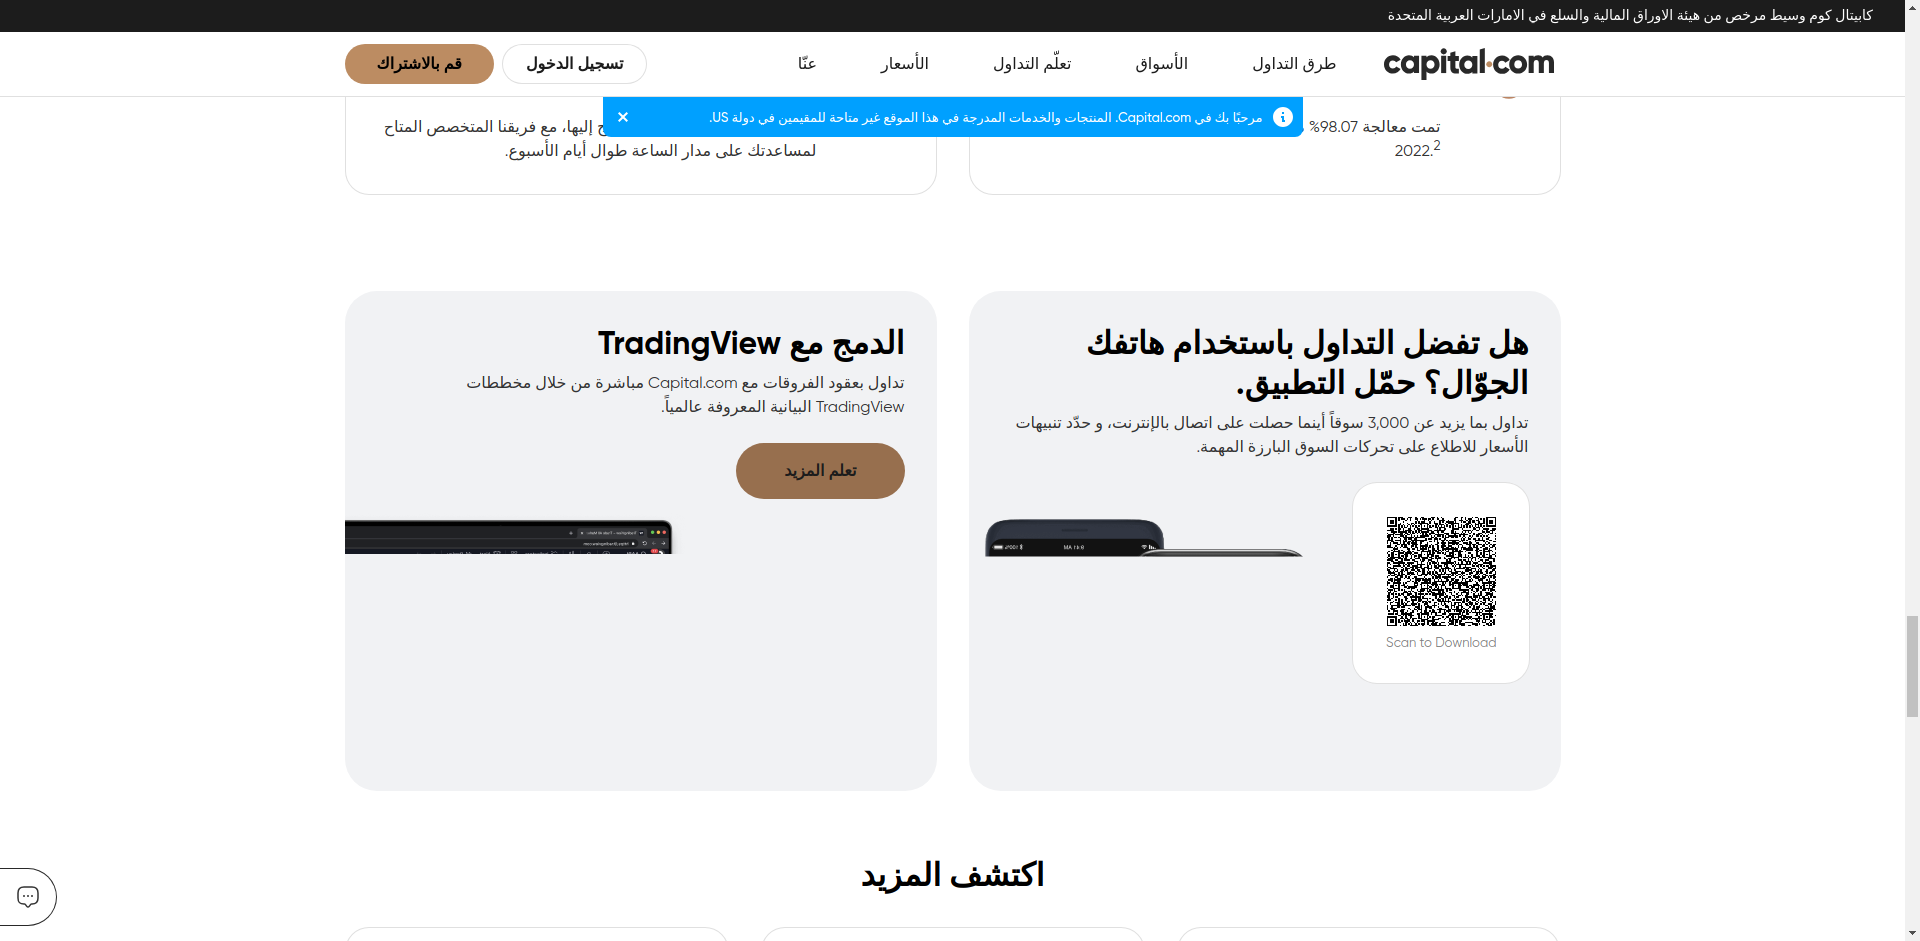 كابيتال كوم وسيط مرخص من هيئة الاوراق المالية والسلع في الامارات العربية المتحدة
capital.com
طرق التداول
الأسواق
تعلّم التداول
الأسعار
عنّا
تسجيل الدخول
قم بالاشتراك
مرحبًا بك في Capital.com. المنتجات والخدمات المدرجة في هذا الموقع غير متاحة للمقيمين في دولة US.
تمت معالجة 98.07%
2022.2
إليها، مع فريقنا المتخصص المتاح
لمساعدتك على مدار الساعة طوال أيام الأسبوع.
هل تفضل التداول باستخدام هاتفك
الجوّال؟ حمّل التطبيق.
تداول بما يزيد عن 3,000 سوقاً أينما حصلت على اتصال بالإنترنت، و حدّد تنبيهات
الأسعار للاطلاع على تحركات السوق البارزة المهمة.
Scan to Download
الدمج مع TradingView
تداول بعقود الفروقات مع Capital.com مباشرة من خلال مخططات
TradingView البيانية المعروفة عالمياً.
تعلم المزيد
اكتشف المزيد